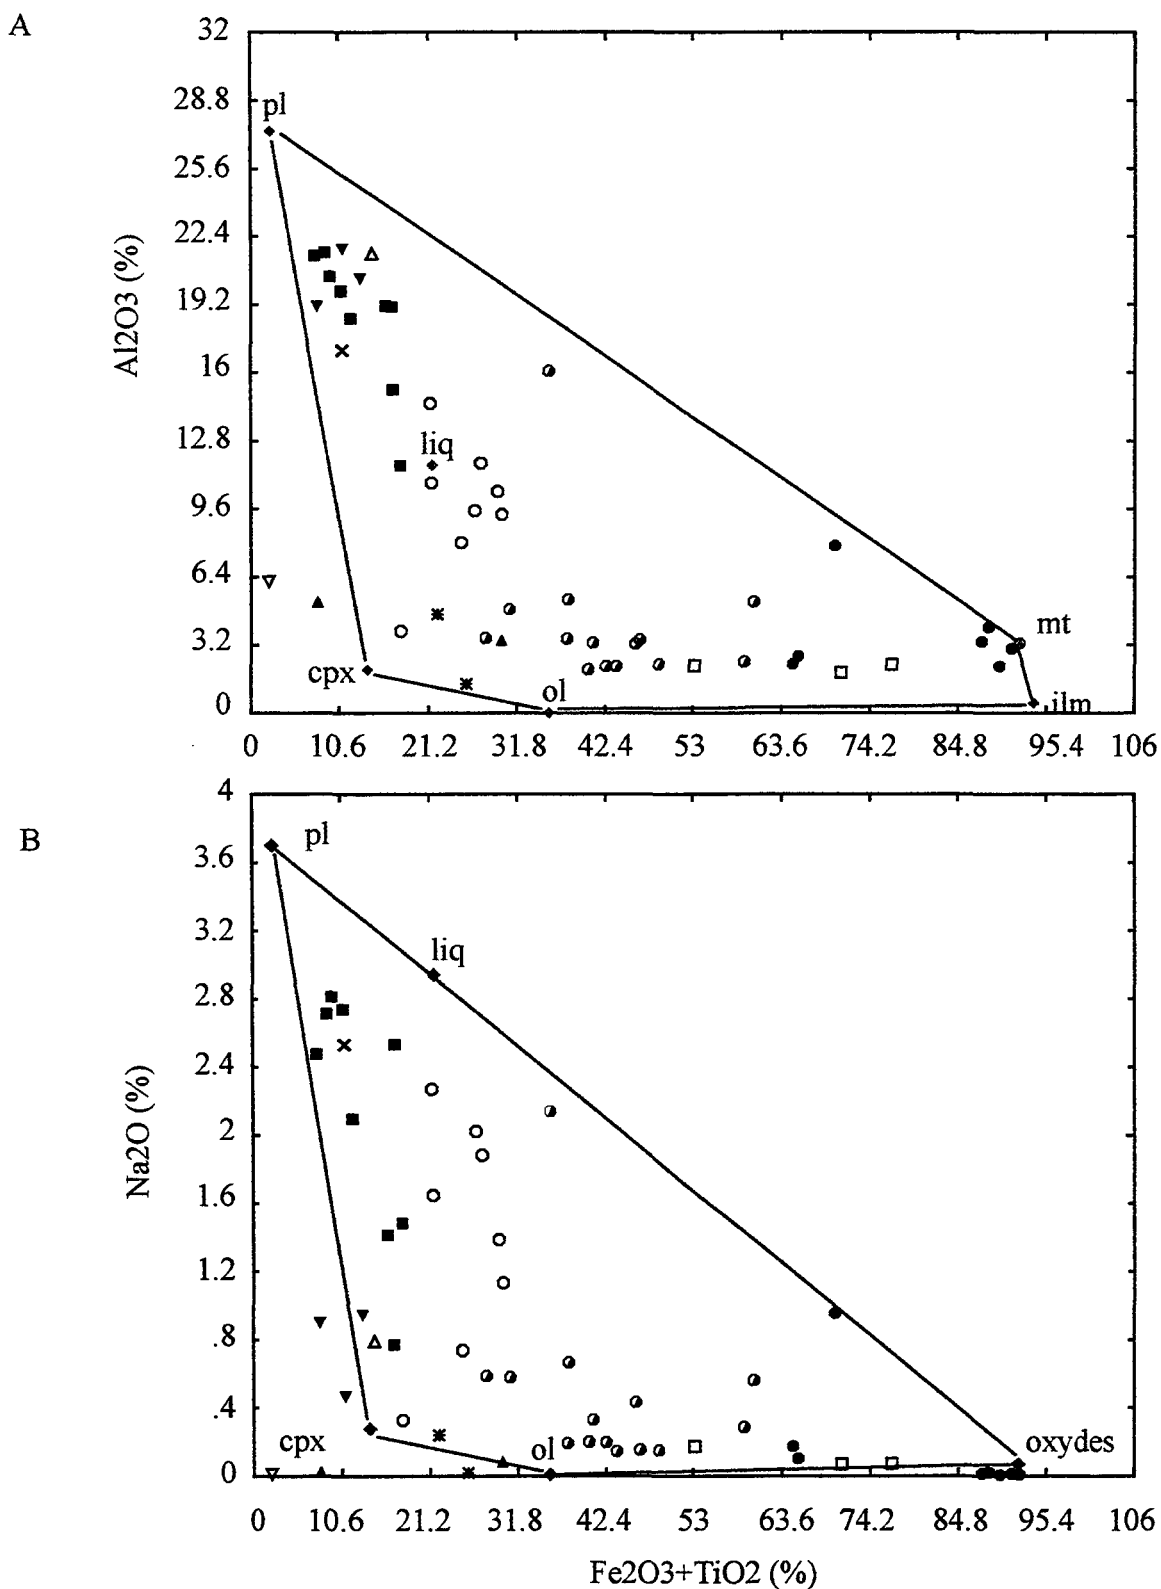 A
32
28.8
25.6
22.4
19.2
16
12.8
9.6
6.4
3.2
0
Al2O3 (%)
pl
liq
cpx
ol
mt
ilm
0 10.6 21.2 31.8 42.4 53 63.6 74.2 84.8 95.4 106
B
4
3.6
3.2
2.8
2.4
2
1.6
1.2
.8
.4
0
Na2O (%)
pl
liq
cpx
ol
oxydes
0 10.6 21.2 31.8 42.4 53 63.6 74.2 84.8 95.4 106
Fe2O3+TiO2 (%)